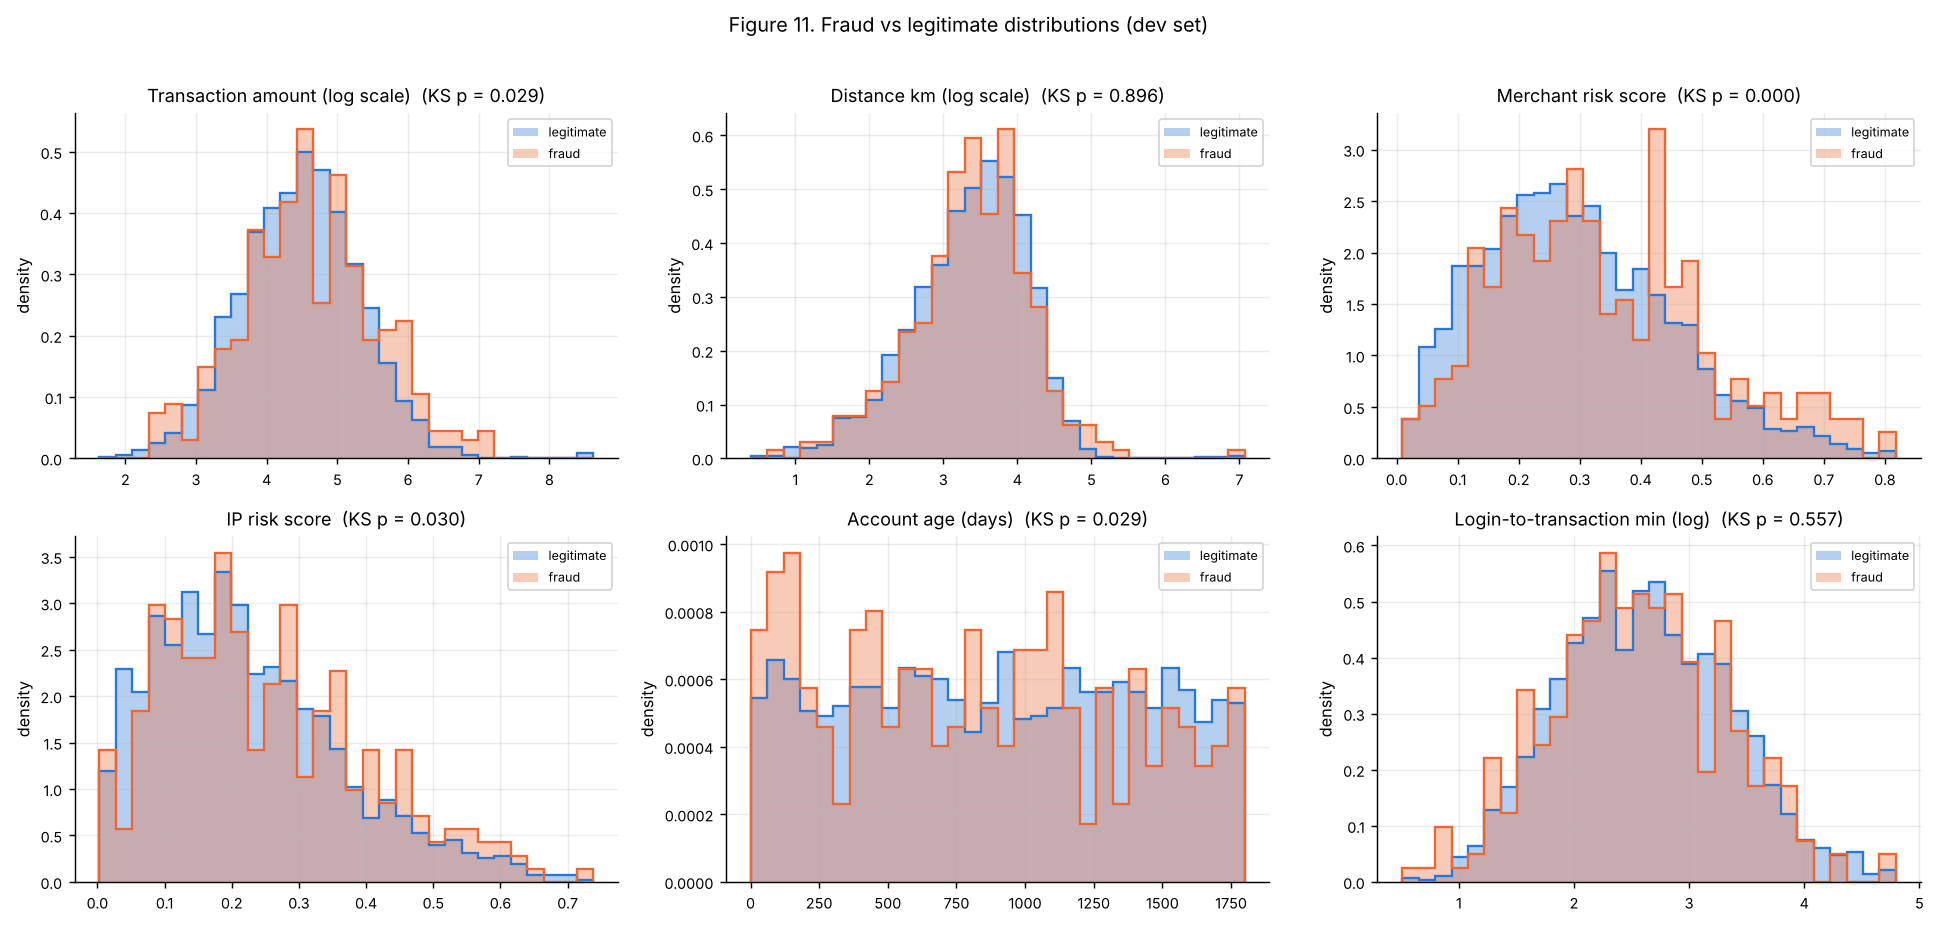 Figure 11. Fraud vs legitimate distributions (dev set)
Transaction amount (log scale)  (KS p = 0.029)
density
0.5
0.4
0.3
0.2
0.1
0.0
2 3 4 5 6 7 8
legitimate
fraud
Distance km (log scale)  (KS p = 0.896)
density
0.6
0.5
0.4
0.3
0.2
0.1
0.0
1 2 3 4 5 6 7
legitimate
fraud
Merchant risk score  (KS p = 0.000)
density
3.0
2.5
2.0
1.5
1.0
0.5
0.0
0.0 0.1 0.2 0.3 0.4 0.5 0.6 0.7 0.8
legitimate
fraud
IP risk score  (KS p = 0.030)
density
3.5
3.0
2.5
2.0
1.5
1.0
0.5
0.0
0.0 0.1 0.2 0.3 0.4 0.5 0.6 0.7
legitimate
fraud
Account age (days)  (KS p = 0.029)
density
0.0010
0.0008
0.0006
0.0004
0.0002
0.0000
0 250 500 750 1000 1250 1500 1750
legitimate
fraud
Login-to-transaction min (log)  (KS p = 0.557)
density
0.6
0.5
0.4
0.3
0.2
0.1
0.0
1 2 3 4 5
legitimate
fraud